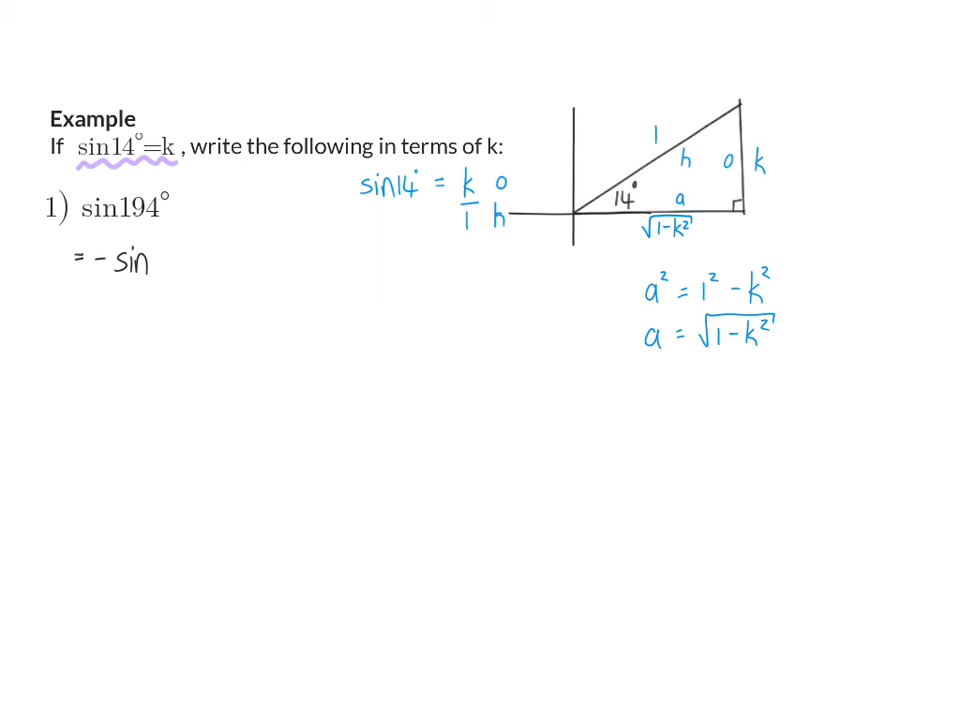 Example
If sin14°=k , write the following in terms of k:
1) sin194°
= - sin
sin14° = k/1 o h
1
h
o
k
14°
a
√1-k²
a² = 1² - k²
a = √1-k²